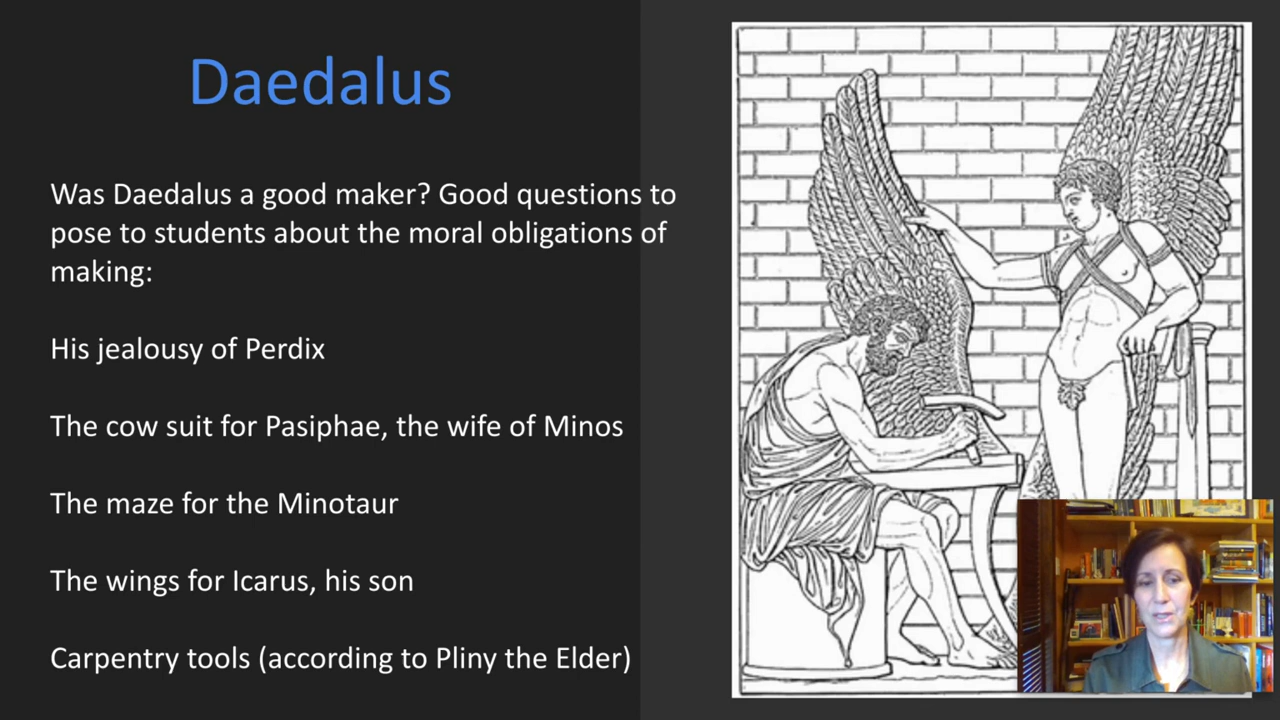 Daedalus
Was Daedalus a good maker? Good questions to
pose to students about the moral obligations of
making:
His jealousy of Perdix
The cow suit for Pasiphae, the wife of Minos
The maze for the Minotaur
The wings for Icarus, his son
Carpentry tools (according to Pliny the Elder)